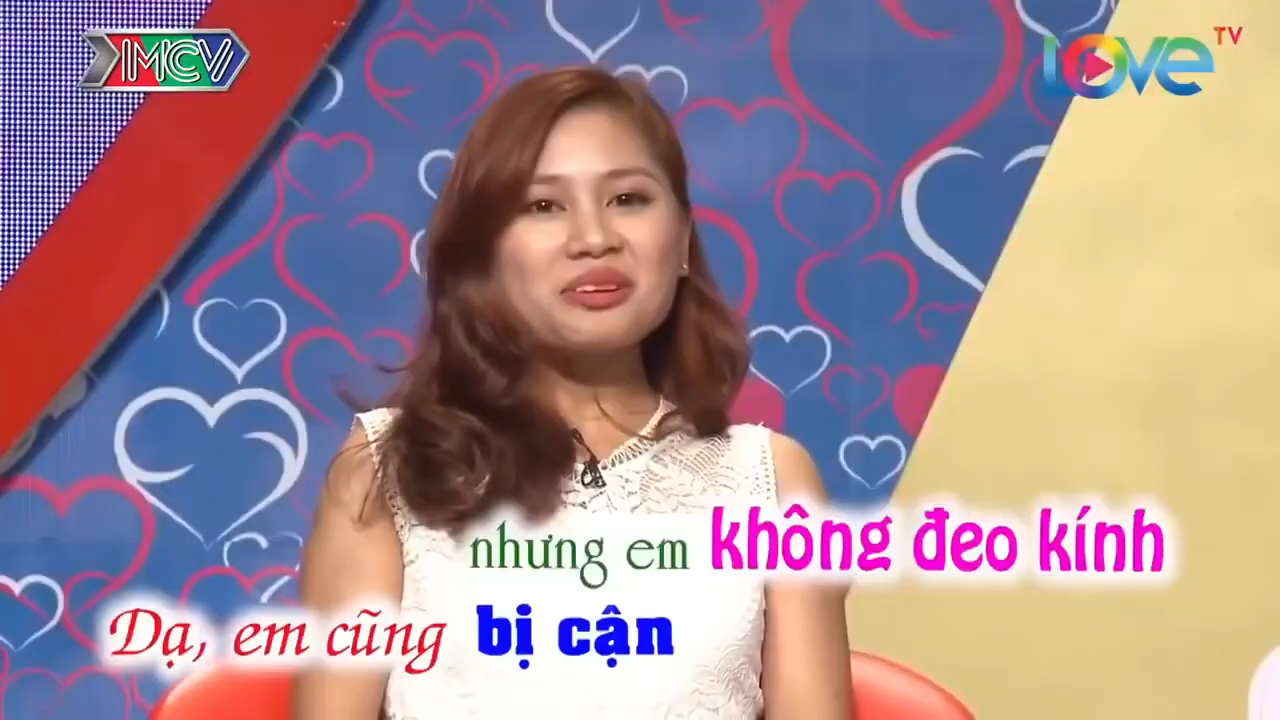 MCV
LOVE TV
nhưng em không đeo kính
Dạ, em cũng bị cận